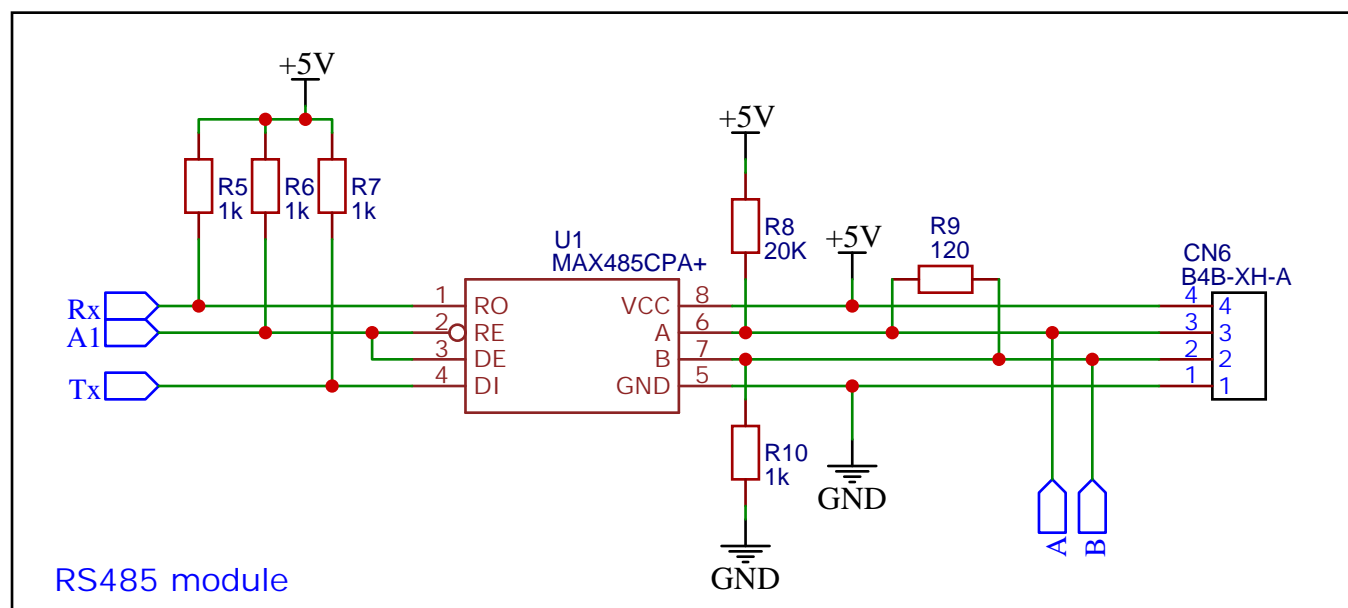 +5V
+5V
R5
1k
R6
1k
R7
1k
R8
20K
+5V
R9
120
CN6
B4B-XH-A
U1
MAX485CPA+
Rx
A1
Tx
1
2
3
4
RO
RE
DE
DI
VCC
A
B
GND
8
6
7
5
4
3
2
1
4
3
2
1
R10
1k
GND
GND
A
B
RS485 module